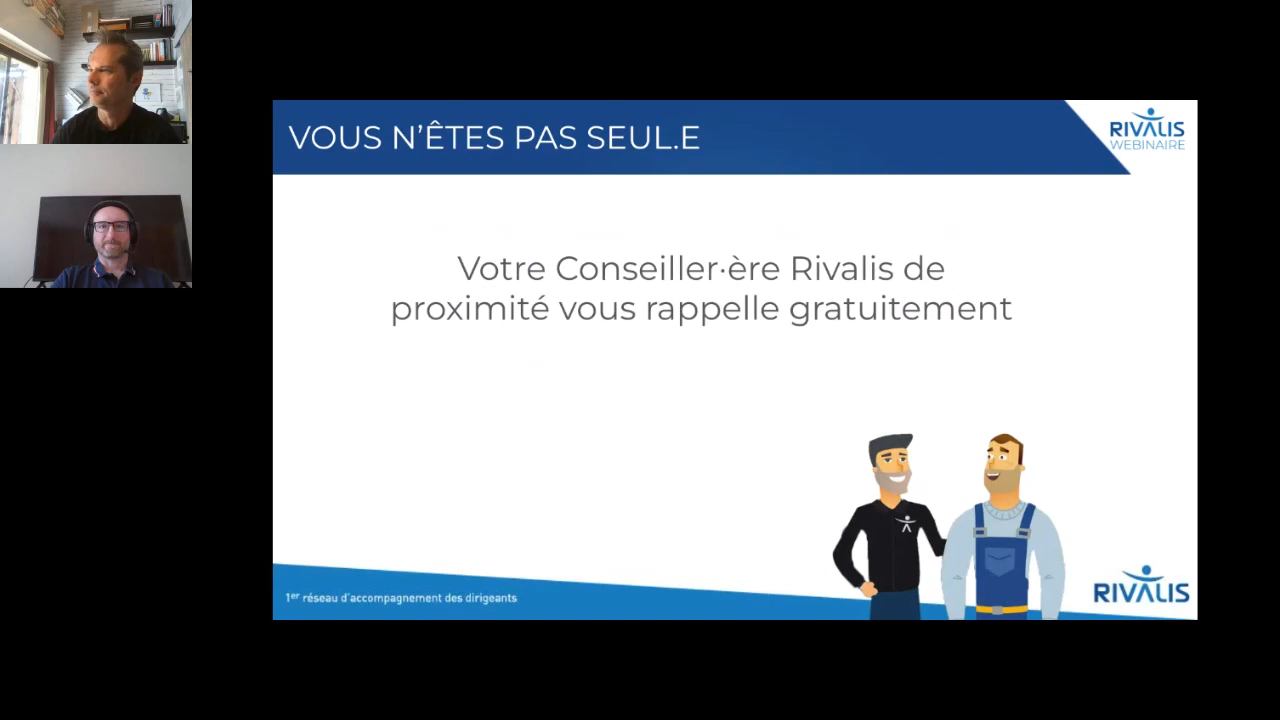 VOUS N'ÊTES PAS SEUL.E
RIVALIS
WEBINAIRE
Votre Conseiller·ère Rivalis de
proximité vous rappelle gratuitement
1er réseau d'accompagnement des dirigeants
RIVALIS